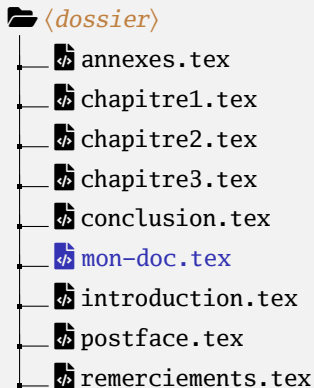 ⟨dossier⟩
annexes.tex
chapitre1.tex
chapitre2.tex
chapitre3.tex
conclusion.tex
mon-doc.tex
introduction.tex
postface.tex
remerciements.tex